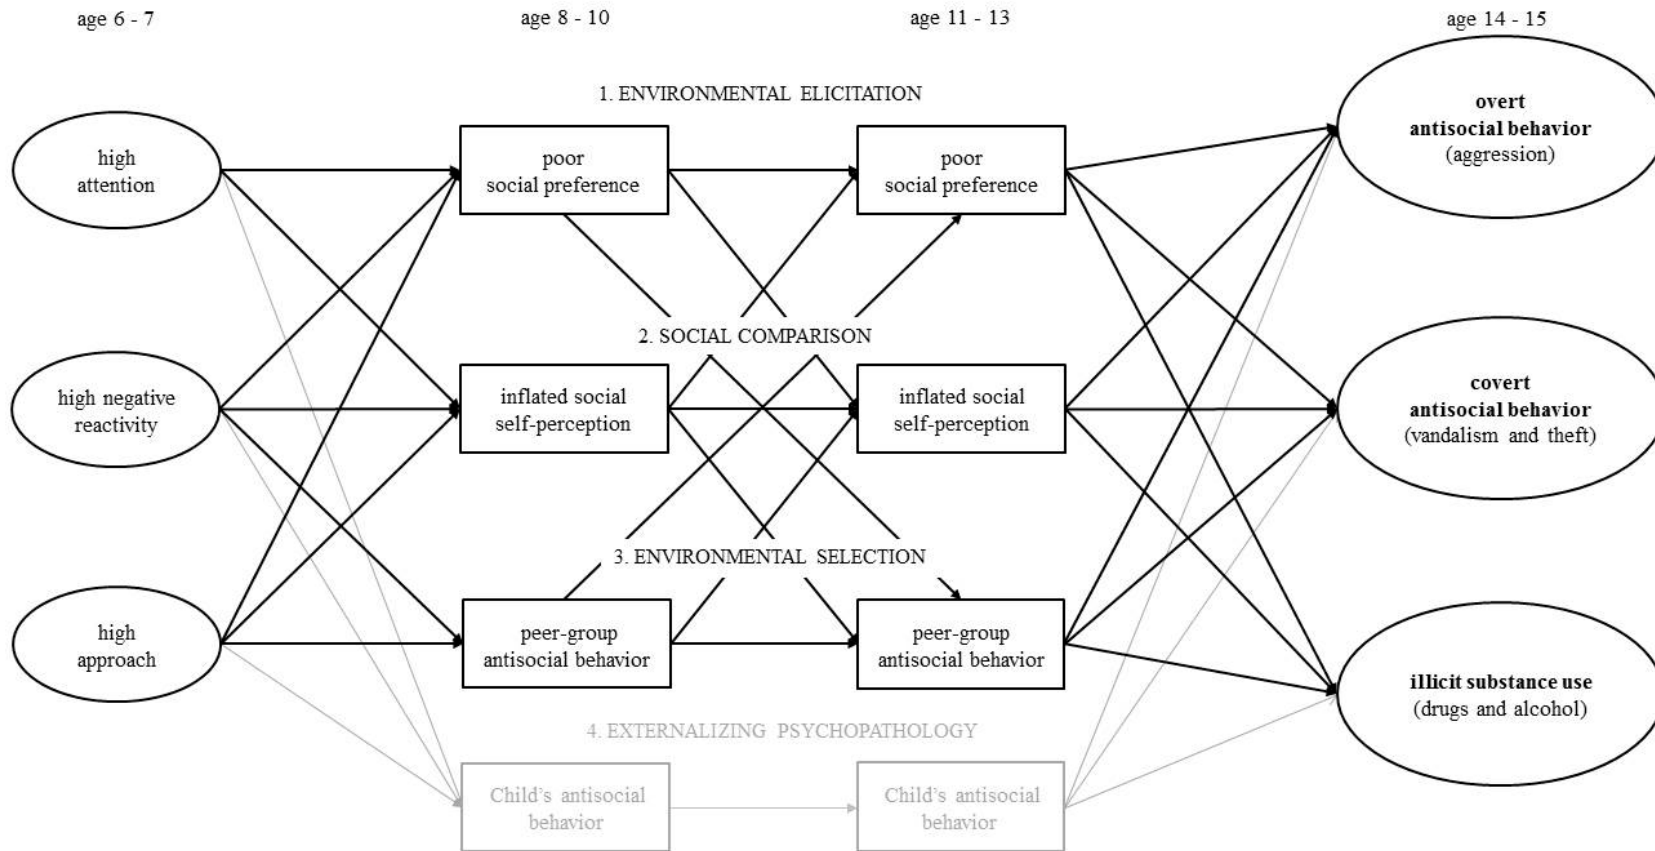 age 6 - 7
age 8 - 10
age 11 - 13
age 14 - 15
1. ENVIRONMENTAL ELICITATION
high
attention
poor
social preference
poor
social preference
overt
antisocial behavior
(aggression)
2. SOCIAL COMPARISON
high negative
reactivity
inflated social
self-perception
inflated social
self-perception
covert
antisocial behavior
(vandalism and theft)
3. ENVIRONMENTAL SELECTION
high
approach
peer-group
antisocial behavior
peer-group
antisocial behavior
illicit substance use
(drugs and alcohol)
4. EXTERNALIZING PSYCHOPATHOLOGY
Child's antisocial
behavior
Child's antisocial
behavior